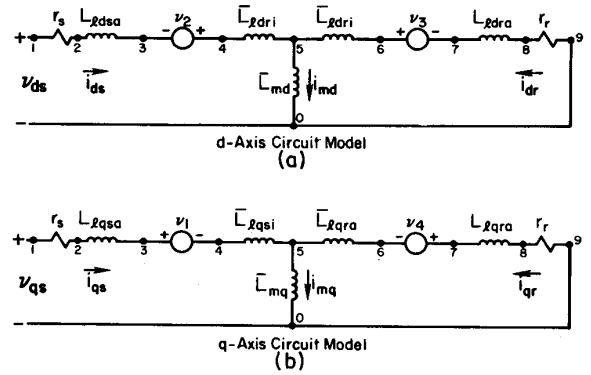 r_s L_ℓdsa ν_2 L̅_ℓdri L̅_ℓdri ν_3 L_ℓdra r_r
+ - + + - 9
1 2 3 4 5 6 7 8
ν_ds i_ds L̅_md i_md i_dr
- 0
d-Axis Circuit Model
(a)
r_s L_ℓqsa ν_1 L̅_ℓqsi L̅_ℓqra ν_4 L_ℓqra r_r
+ + - - + 9
1 2 3 4 5 6 7 8
ν_qs i_qs L̅_mq i_mq i_qr
- 0
q-Axis Circuit Model
(b)